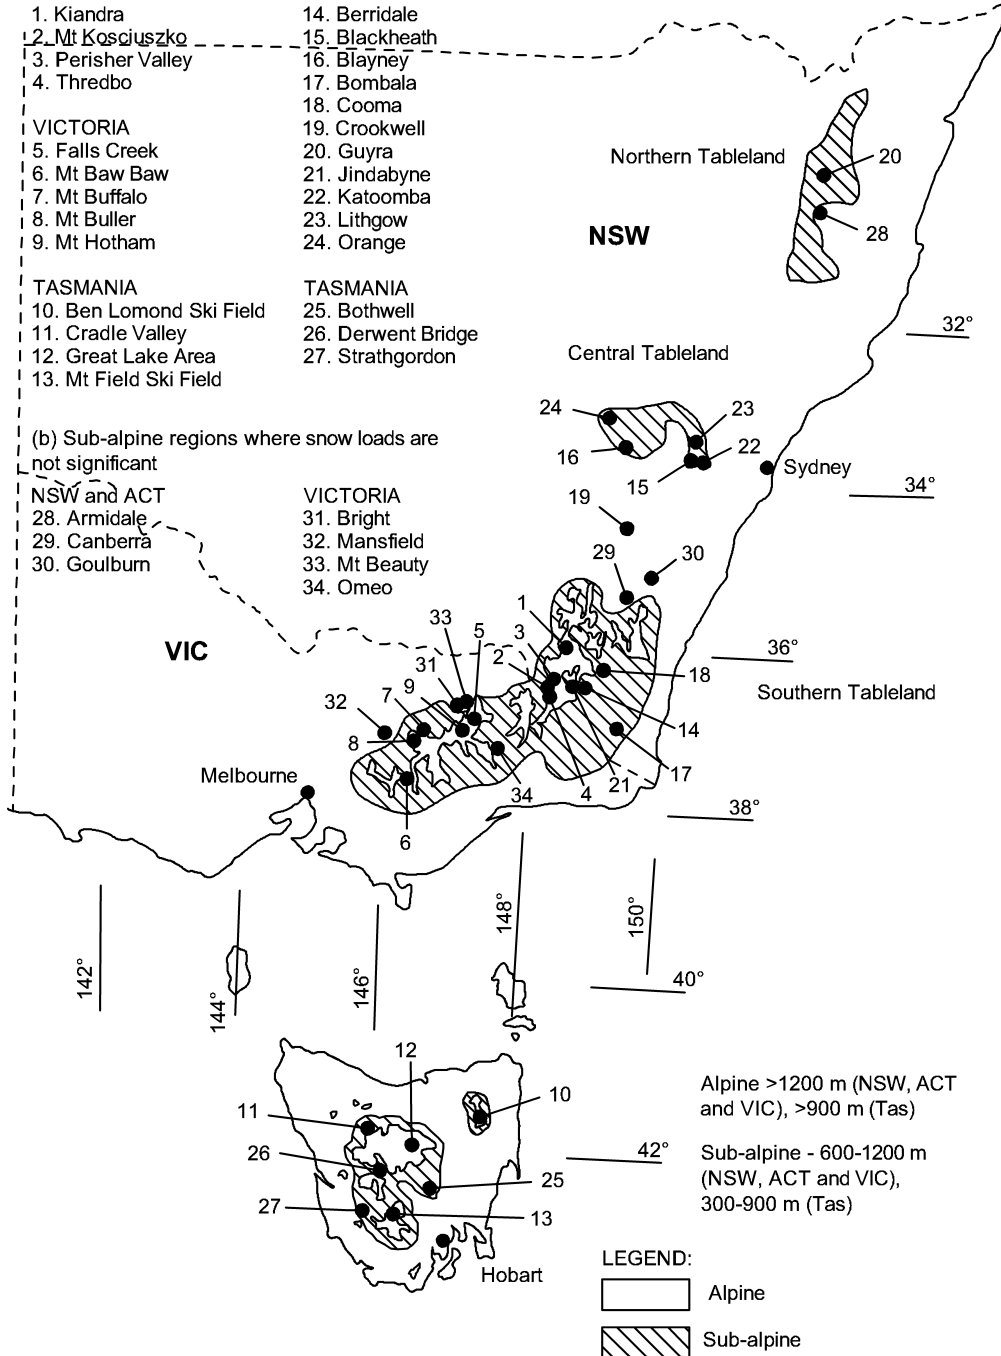 1. Kiandra
2. Mt Kosciuszko
3. Perisher Valley
4. Thredbo
VICTORIA
5. Falls Creek
6. Mt Baw Baw
7. Mt Buffalo
8. Mt Buller
9. Mt Hotham
TASMANIA
10. Ben Lomond Ski Field
11. Cradle Valley
12. Great Lake Area
13. Mt Field Ski Field
14. Berridale
15. Blackheath
16. Blayney
17. Bombala
18. Cooma
19. Crookwell
20. Guyra
21. Jindabyne
22. Katoomba
23. Lithgow
24. Orange
TASMANIA
25. Bothwell
26. Derwent Bridge
27. Strathgordon
(b) Sub-alpine regions where snow loads are
not significant
NSW and ACT
28. Armidale
29. Canberra
30. Goulburn
VICTORIA
31. Bright
32. Mansfield
33. Mt Beauty
34. Omeo
Northern Tableland
20
28
NSW
32°
Central Tableland
24
23
16
22
15
Sydney
34°
19
29
30
1
33
5
3
36°
VIC
31
9
2
18
7
Southern Tableland
32
8
14
17
Melbourne
34
4
21
6
38°
142°
144°
146°
148°
150°
40°
12
10
11
26
42°
25
27
13
Hobart
Alpine >1200 m (NSW, ACT
and VIC), >900 m (Tas)
Sub-alpine - 600-1200 m
(NSW, ACT and VIC),
300-900 m (Tas)
LEGEND:
Alpine
Sub-alpine